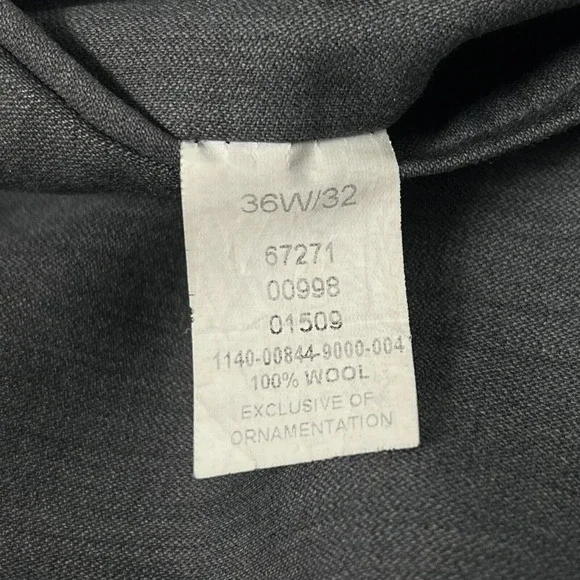 36W/32
67271
00998
01509
1140-00844-9000-004
100% WOOL
EXCLUSIVE OF
ORNAMENTATION